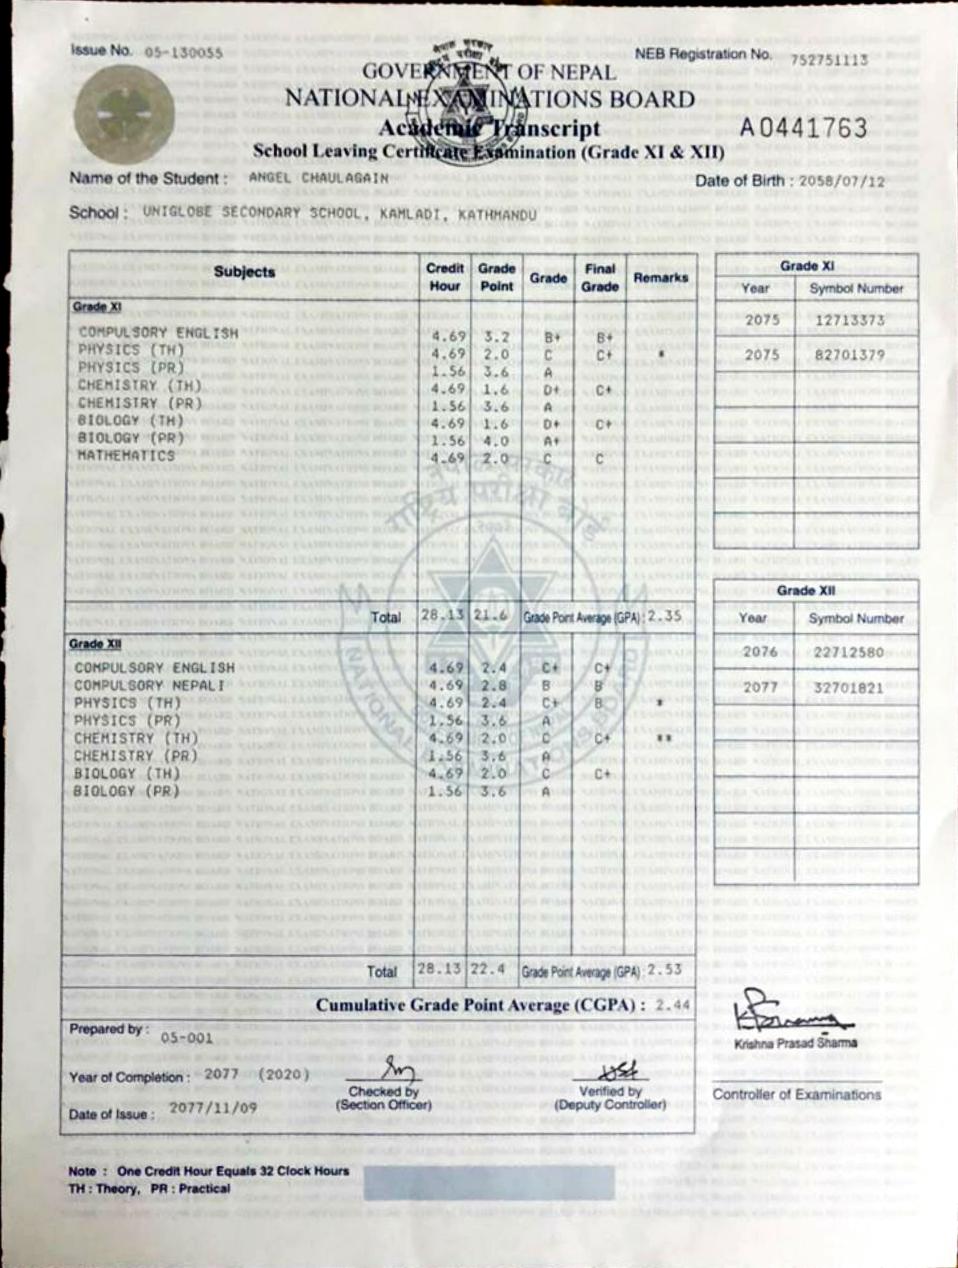 Issue No. 05-130055
NEB Registration No. 752751113
नेपाल सरकार
GOVERNMENT OF NEPAL
NATIONAL EXAMINATIONS BOARD
Academic Transcript
A0441763
School Leaving Certificate Examination (Grade XI & XII)
Name of the Student : ANGEL CHAULAGAIN
Date of Birth : 2058/07/12
School : UNIGLOBE SECONDARY SCHOOL, KAMLADI, KATHMANDU
Subjects Credit Hour Grade Point Grade Final Grade Remarks
Grade XI
COMPULSORY ENGLISH 4.69 3.2 B+ B+
PHYSICS (TH) 4.69 2.0 C C+ *
PHYSICS (PR) 1.56 3.6 A
CHEMISTRY (TH) 4.69 1.6 D+ C+
CHEMISTRY (PR) 1.56 3.6 A
BIOLOGY (TH) 4.69 1.6 D+ C+
BIOLOGY (PR) 1.56 4.0 A+
MATHEMATICS 4.69 2.0 C C
Total 28.13 21.6 Grade Point Average (GPA) : 2.35
Grade XII
COMPULSORY ENGLISH 4.69 2.4 C+ C+
COMPULSORY NEPALI 4.69 2.8 B B
PHYSICS (TH) 4.69 2.4 C+ B *
PHYSICS (PR) 1.56 3.6 A
CHEMISTRY (TH) 4.69 2.0 C C+ **
CHEMISTRY (PR) 1.56 3.6 A
BIOLOGY (TH) 4.69 2.0 C C+
BIOLOGY (PR) 1.56 3.6 A
Total 28.13 22.4 Grade Point Average (GPA) : 2.53
Cumulative Grade Point Average (CGPA) : 2.44
Grade XI
Year Symbol Number
2075 12713373
2075 82701379
Grade XII
Year Symbol Number
2076 22712580
2077 32701821
नेपाल सरकार
राष्ट्रिय परीक्षा बोर्ड
NATIONAL EXAMINATIONS BOARD
Prepared by : 05-001
Year of Completion : 2077 (2020)
Date of Issue : 2077/11/09
Checked by
(Section Officer)
Verified by
(Deputy Controller)
Krishna Prasad Sharma
Controller of Examinations
Note : One Credit Hour Equals 32 Clock Hours
TH : Theory, PR : Practical